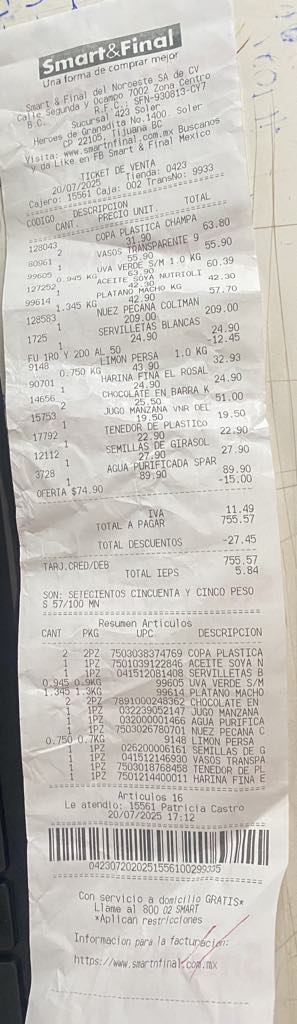 Smart&Final
Una forma de comprar mejor
Smart & Final del Noroeste SA de CV
Calle Segunda y Ocampo 7002 Zona Centro
B.C. R.F.C.: SFN-930813-CY7
Sucursal 423 Soler
Heroes de Granadita No.1400. Soler
CP 22105, Tijuana BC
Visita: www.smartnfinal.com.mx Buscanos
y da Like en FB Smart & Final Mexico
TICKET DE VENTA
20/07/2025 Tienda: 0423
Cajero: 15561 Caja: 002 TransNo: 9933
CODIGO DESCRIPCION
CANT. PRECIO UNIT. TOTAL
128043 COPA PLASTICA CHAMPA
2 31.90 63.80
80961 VASOS TRANSPARENTE 9
1 55.90 55.90
99605 UVA VERDE S/M 1.0 KG
0.945 KG 63.90 60.39
127252 ACEITE SOYA NUTRIOLI
1 42.30 42.30
99614 PLATANO MACHO KG
1.345 KG 42.90 57.70
128583 NUEZ PECANA COLIMAN
1 209.00 209.00
1725 SERVILLETAS BLANCAS
1 24.90 24.90
FU 1RO Y 2DO AL 50 -12.45
9148 LIMON PERSA 1.0 KG
0.750 KG 43.90 32.93
90701 HARINA FINA EL ROSAL
1 24.90 24.90
14656 CHOCOLATE EN BARRA K
2 25.50 51.00
15753 JUGO MANZANA VNR DEL
1 19.50 19.50
17792 TENEDOR DE PLASTICO
1 22.90 22.90
12112 SEMILLAS DE GIRASOL
1 27.90 27.90
3728 AGUA PURIFICADA SPAR
1 89.90 89.90
OFERTA $74.90 -15.00
IVA 11.49
TOTAL A PAGAR 755.57
TOTAL DESCUENTOS -27.45
TARJ.CRED/DEB 755.57
TOTAL IEPS 5.84
SON: SETECIENTOS CINCUENTA Y CINCO PESO
S 57/100 MN
Resumen Articulos
CANT PKG UPC DESCRIPCION
2 2PZ 7503038374769 COPA PLASTICA
1 1PZ 7501039122846 ACEITE SOYA N
1 1PZ 041512081408 SERVILLETAS B
0.945 0.9KG 99605 UVA VERDE S/M
1.345 1.3KG 99614 PLATANO MACHO
2 2PZ 7891000248362 CHOCOLATE EN
1 1PZ 032239052147 JUGO MANZANA
1 1PZ 032000001466 AGUA PURIFICA
1 1PZ 7503026780701 NUEZ PECANA C
0.750 0.7KG 9148 LIMON PERSA
1 1PZ 026200006161 SEMILLAS DE G
1 1PZ 041512146930 VASOS TRANSPA
1 1PZ 7503018768458 TENEDOR DE PL
1 1PZ 7501214400011 HARINA FINA E
Articulos 16
Le atendio: 15561 Patricia Castro
20/07/2025 17:12
Con servicio a domicilio GRATIS*
Llame al 800 02 SMART
*Aplican restricciones
Informacion para la facturacion:
https://www.smartnfinal.com.mx